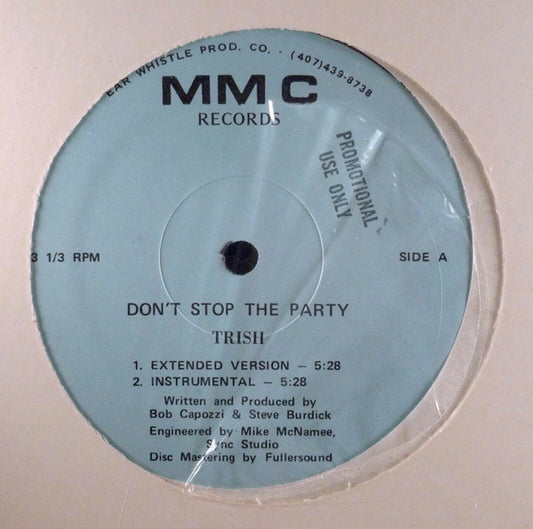 EAR WHISTLE PROD. CO. - (407)439-8738
MMC
RECORDS
PROMOTIONAL
USE ONLY
3 1/3 RPM
SIDE A
DON'T STOP THE PARTY
TRISH
1. EXTENDED VERSION — 5:28
2. INSTRUMENTAL — 5:28
Written and Produced by
Bob Capozzi & Steve Burdick
Engineered by Mike McNamee,
Sync Studio
Disc Mastering by Fullersound